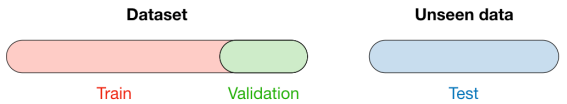 Dataset
Unseen data
Train
Validation
Test